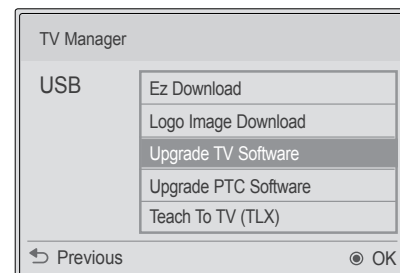 TV Manager
USB
Ez Download
Logo Image Download
Upgrade TV Software
Upgrade PTC Software
Teach To TV (TLX)
Previous
OK